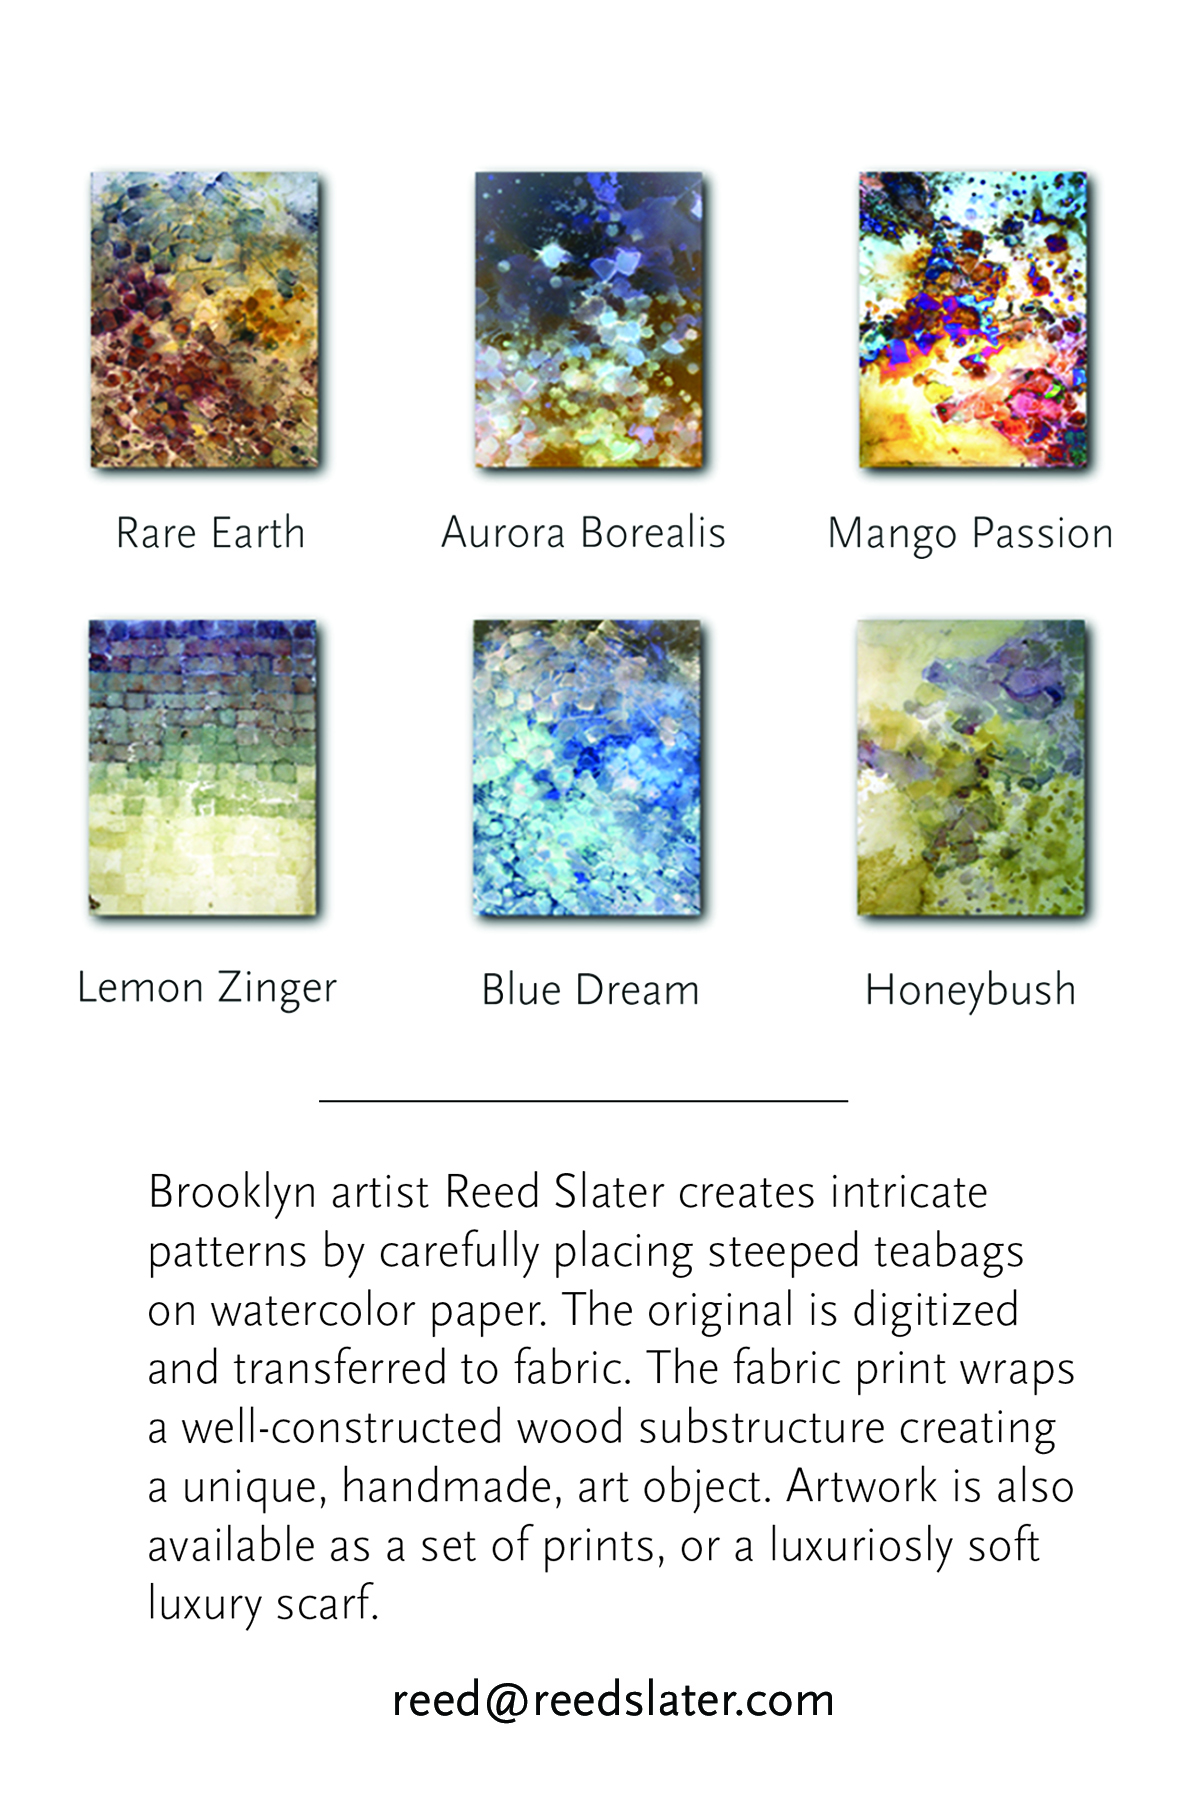 Rare Earth
Aurora Borealis
Mango Passion
Lemon Zinger
Blue Dream
Honeybush
Brooklyn artist Reed Slater creates intricate
patterns by carefully placing steeped teabags
on watercolor paper. The original is digitized
and transferred to fabric. The fabric print wraps
a well-constructed wood substructure creating
a unique, handmade, art object. Artwork is also
available as a set of prints, or a luxuriosly soft
luxury scarf.
reed@reedslater.com